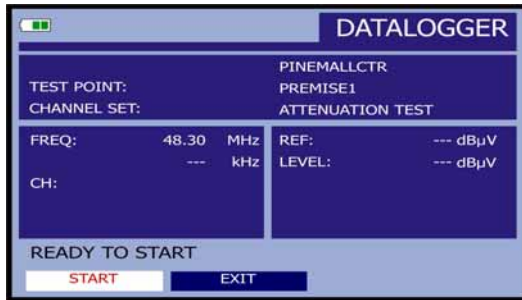 DATALOGGER
PINEMALLCTR
TEST POINT: PREMISE1
CHANNEL SET: ATTENUATION TEST
FREQ: 48.30 MHz
--- kHz
CH:
REF: --- dBµV
LEVEL: --- dBµV
READY TO START
START EXIT